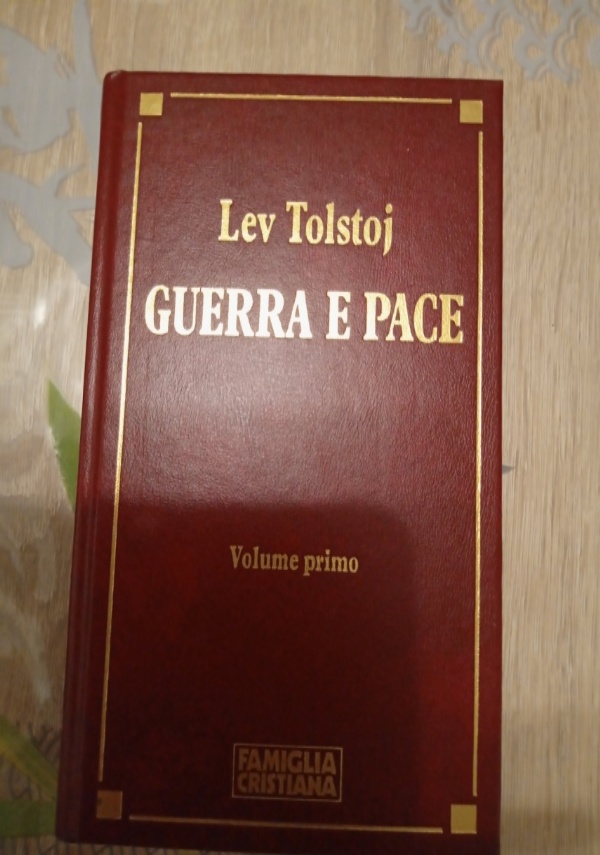 Lev Tolstoj
GUERRA E PACE
Volume primo
FAMIGLIA
CRISTIANA